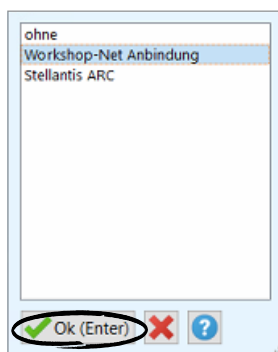 ohne
Workshop-Net Anbindung
Stellantis ARC
Ok (Enter)
?